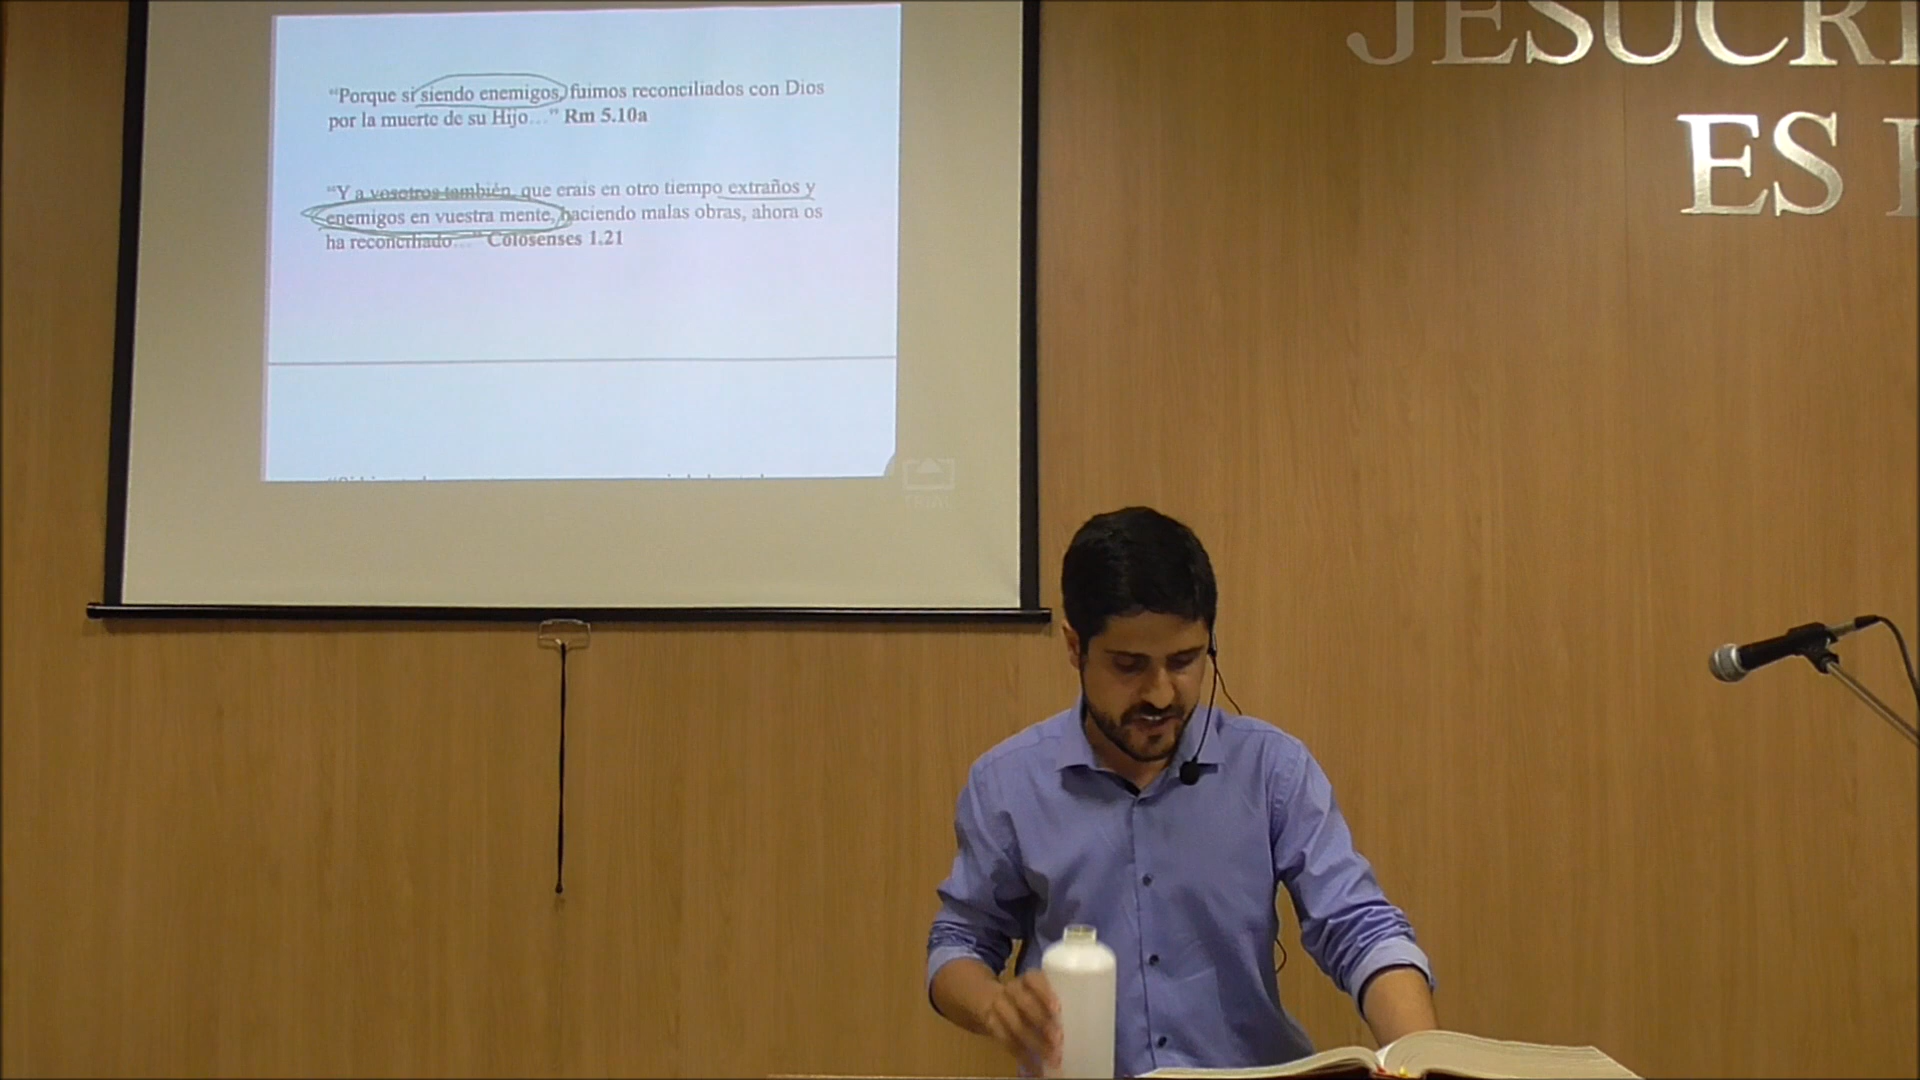 "Porque si siendo enemigos, fuimos reconciliados con Dios
por la muerte de su Hijo…" Rm 5.10a
"Y a vosotros también, que erais en otro tiempo extraños y
enemigos en vuestra mente, haciendo malas obras, ahora os
ha reconciliado…" Colosenses 1.21
JESUCRI
ES